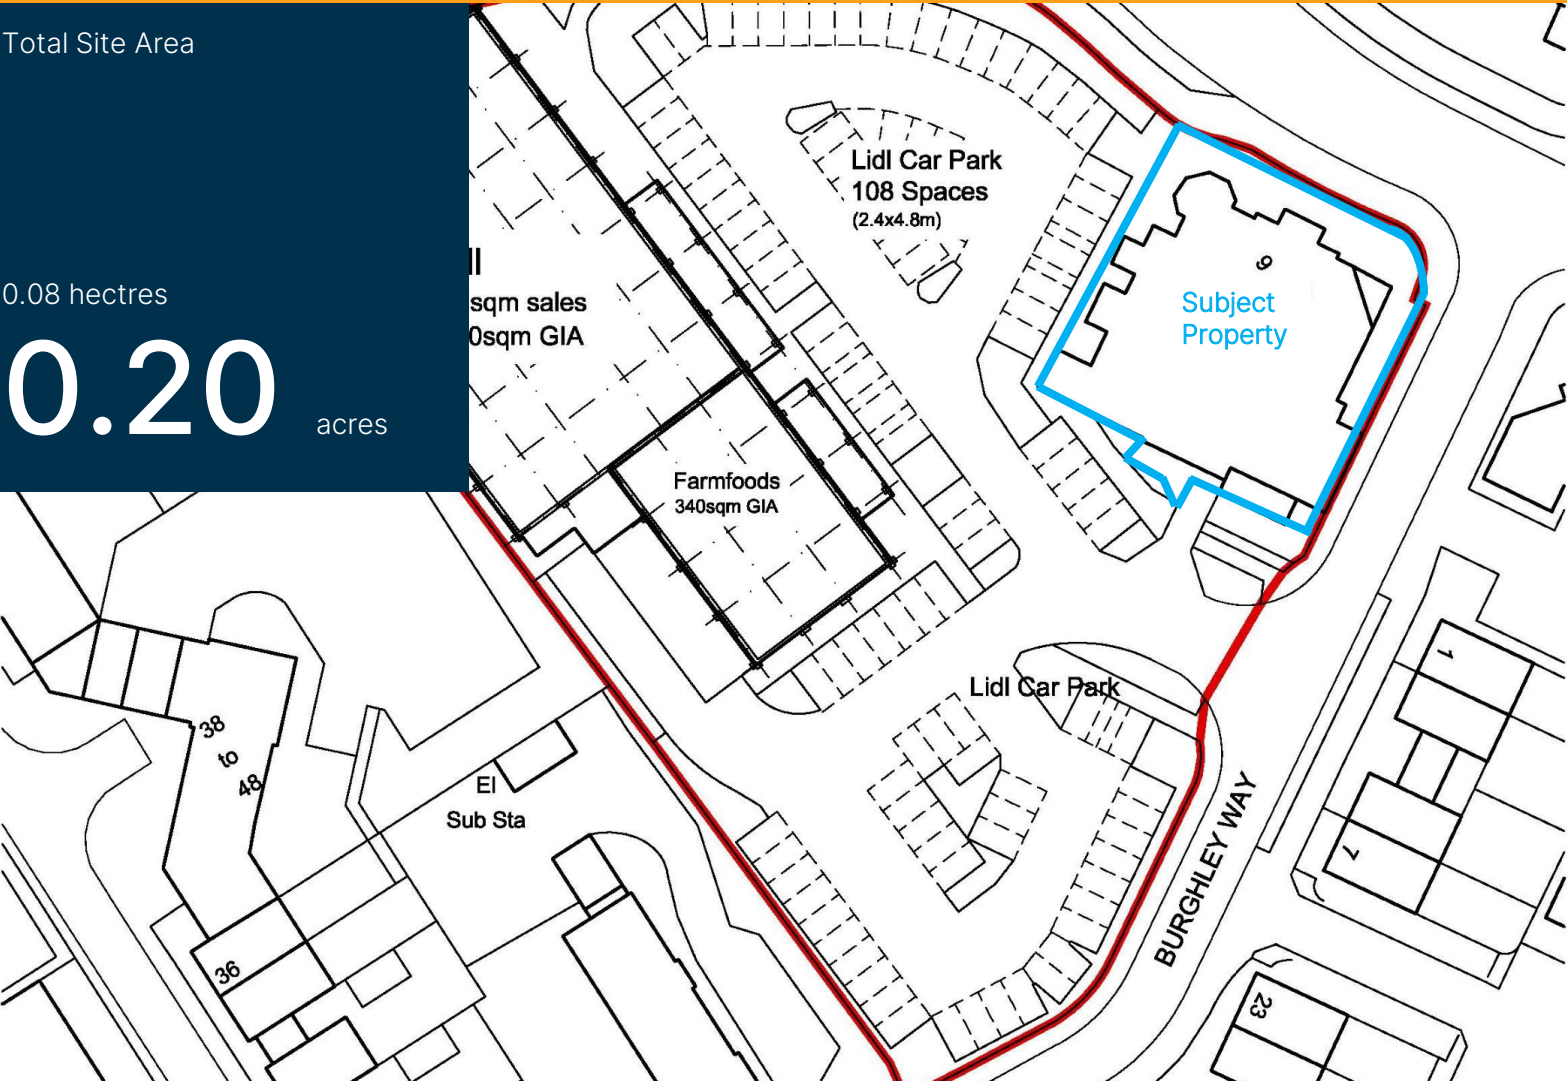 Total Site Area
0.08 hectres
0.20 acres
ll
sqm sales
0sqm GIA
Lidl Car Park
108 Spaces
(2.4x4.8m)
9
Subject
Property
Farmfoods
340sqm GIA
Lidl Car Park
38
to
48
El
Sub Sta
36
BURGHLEY WAY
1
7
23